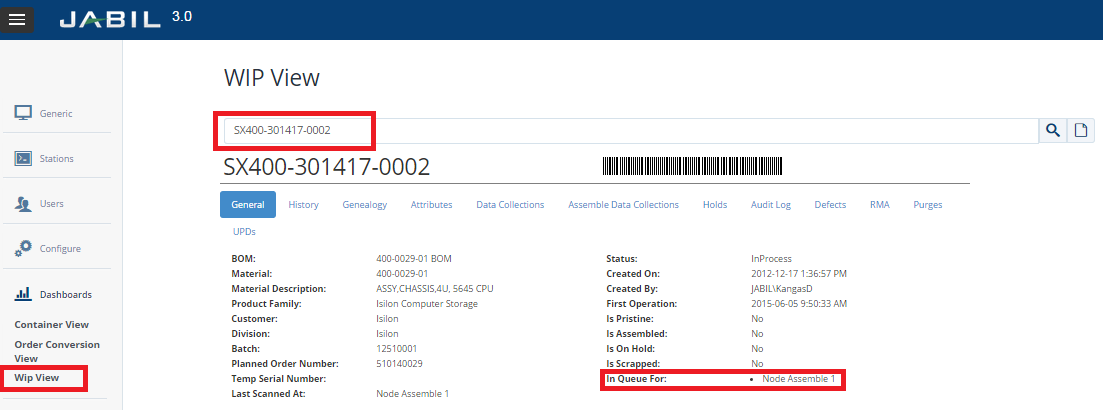 JABIL 3.0
WIP View
Generic
SX400-301417-0002
Stations
SX400-301417-0002
Users
General History Genealogy Attributes Data Collections Assemble Data Collections Holds Audit Log Defects RMA Purges
UPDs
Configure
Dashboards
Container View
Order Conversion
View
Wip View
BOM: 400-0029-01 BOM
Material: 400-0029-01
Material Description: ASSY,CHASSIS,4U, 5645 CPU
Product Family: Isilon Computer Storage
Customer: Isilon
Division: Isilon
Batch: 12510001
Planned Order Number: 510140029
Temp Serial Number:
Last Scanned At: Node Assemble 1
Status: InProcess
Created On: 2012-12-17 1:36:57 PM
Created By: JABIL\KangasD
First Operation: 2015-06-05 9:50:33 AM
Is Pristine: No
Is Assembled: No
Is On Hold: No
Is Scrapped: No
In Queue For: • Node Assemble 1